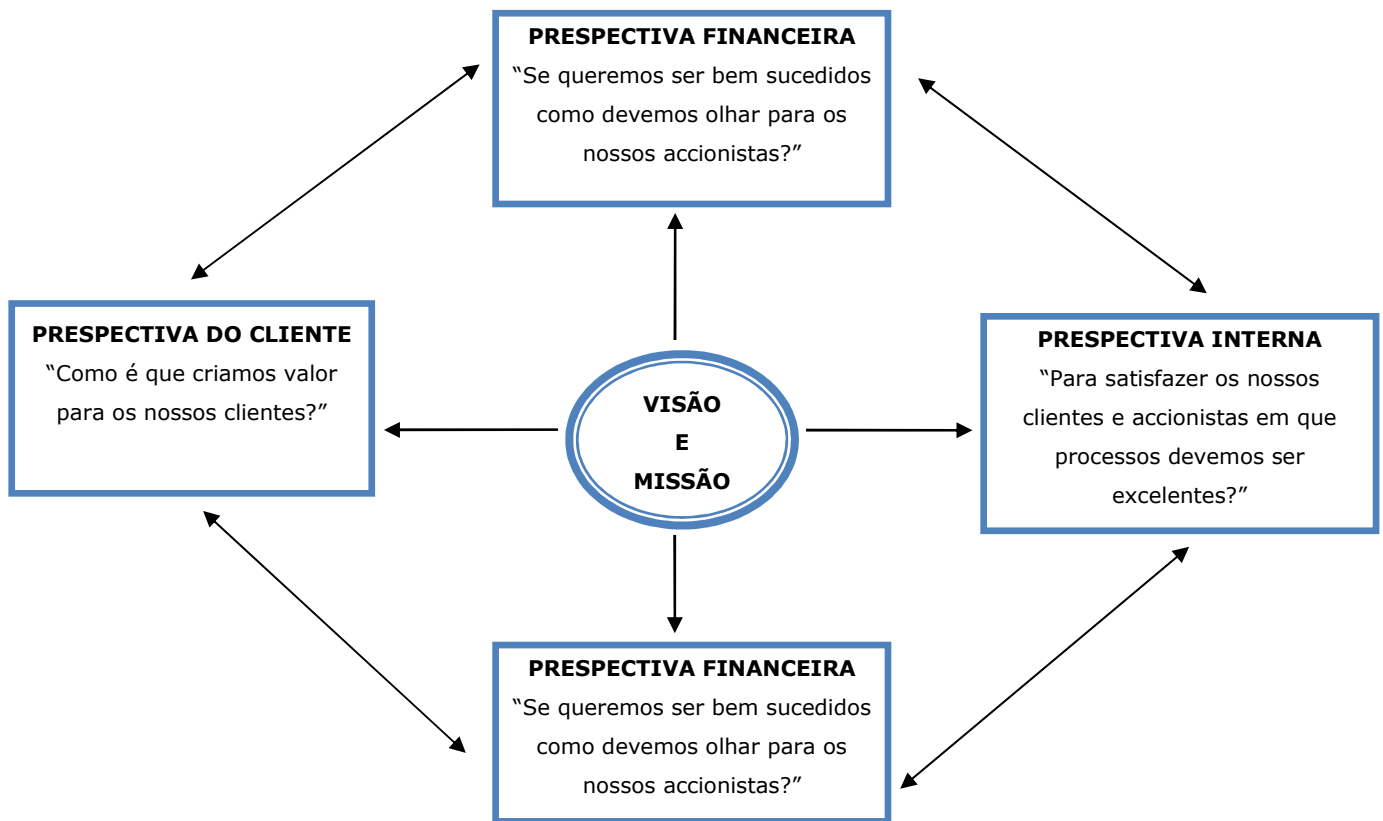 PRESPECTIVA FINANCEIRA
“Se queremos ser bem sucedidos
como devemos olhar para os
nossos accionistas?”
PRESPECTIVA DO CLIENTE
“Como é que criamos valor
para os nossos clientes?”
VISÃO
E
MISSÃO
PRESPECTIVA INTERNA
“Para satisfazer os nossos
clientes e accionistas em que
processos devemos ser
excelentes?”
PRESPECTIVA FINANCEIRA
“Se queremos ser bem sucedidos
como devemos olhar para os
nossos accionistas?”